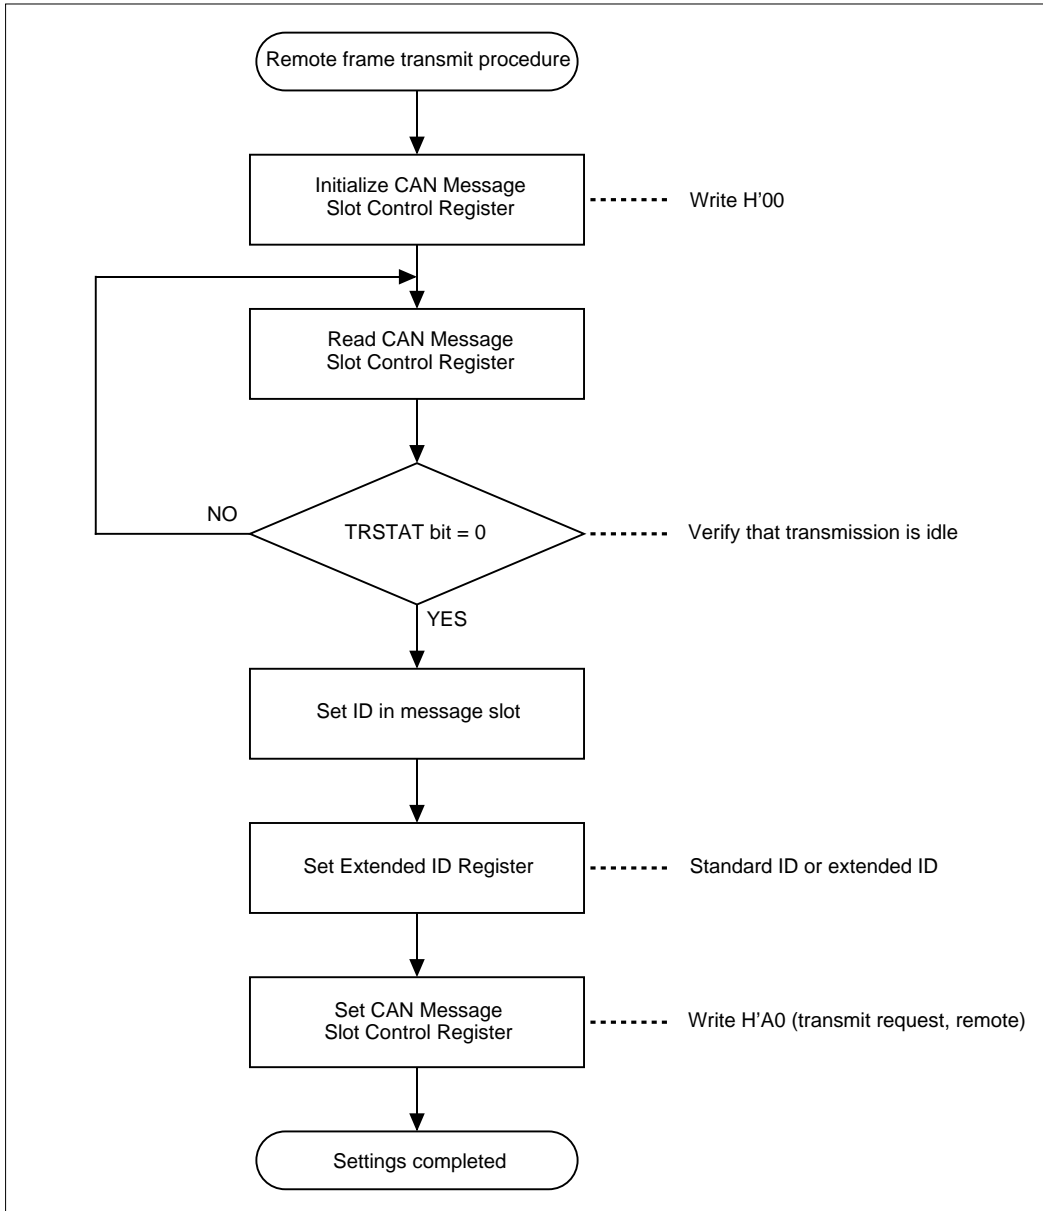 Remote frame transmit procedure
Initialize CAN Message
Slot Control Register
Write H'00
Read CAN Message
Slot Control Register
NO
TRSTAT bit = 0
Verify that transmission is idle
YES
Set ID in message slot
Set Extended ID Register
Standard ID or extended ID
Set CAN Message
Slot Control Register
Write H'A0 (transmit request, remote)
Settings completed